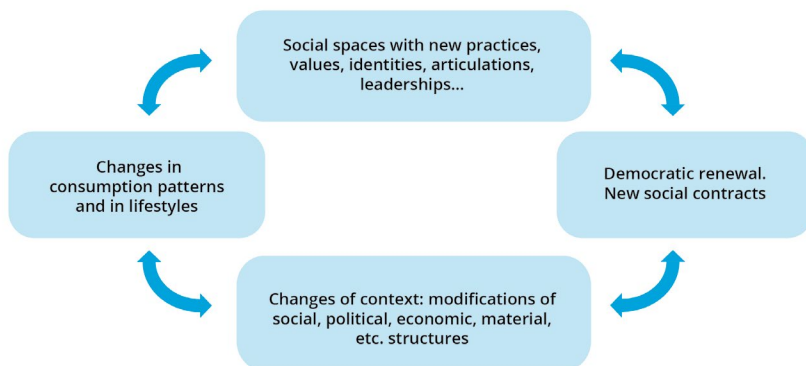 Social spaces with new practices,
values, identities, articulations,
leaderships...
Changes in
consumption patterns
and in lifestyles
Democratic renewal.
New social contracts
Changes of context: modifications of
social, political, economic, material,
etc. structures